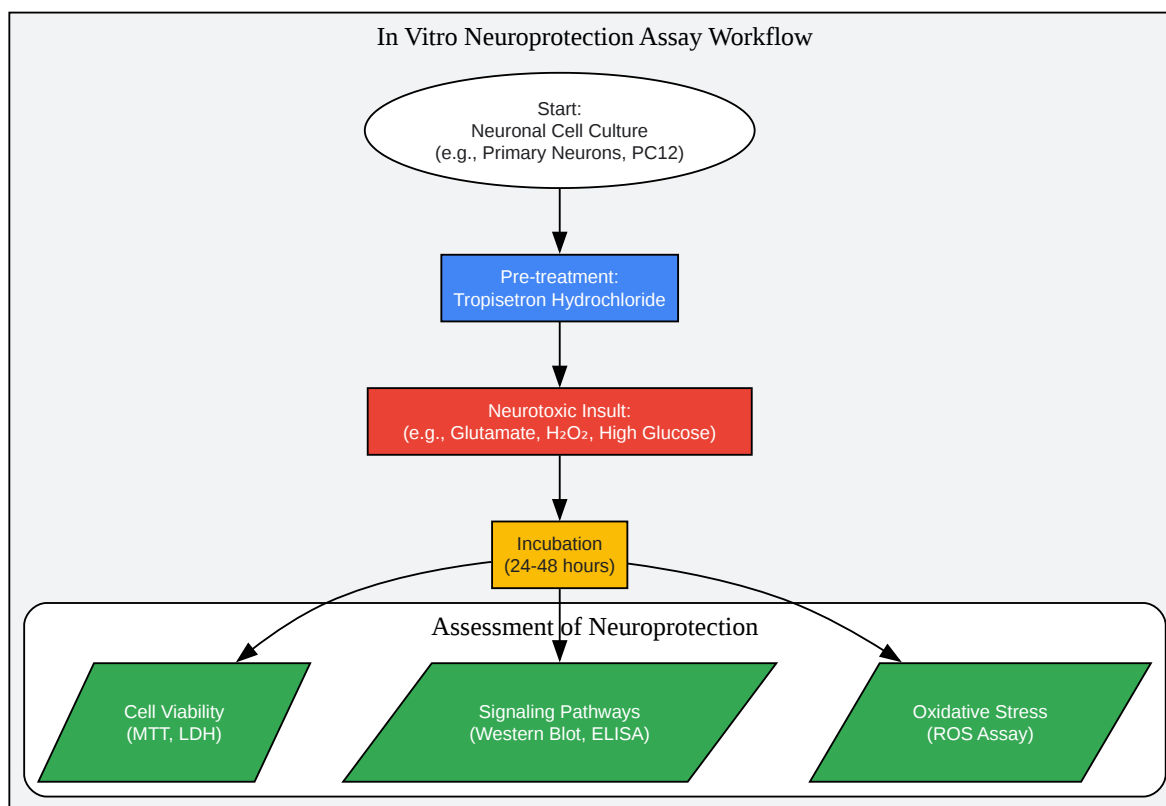 In Vitro Neuroprotection Assay Workflow
Start:
Neuronal Cell Culture
(e.g., Primary Neurons, PC12)
Pre-treatment:
Tropisetron Hydrochloride
Neurotoxic Insult:
(e.g., Glutamate, H₂O₂, High Glucose)
Incubation
(24-48 hours)
Assessment of Neuroprotection
Cell Viability
(MTT, LDH)
Signaling Pathways
(Western Blot, ELISA)
Oxidative Stress
(ROS Assay)